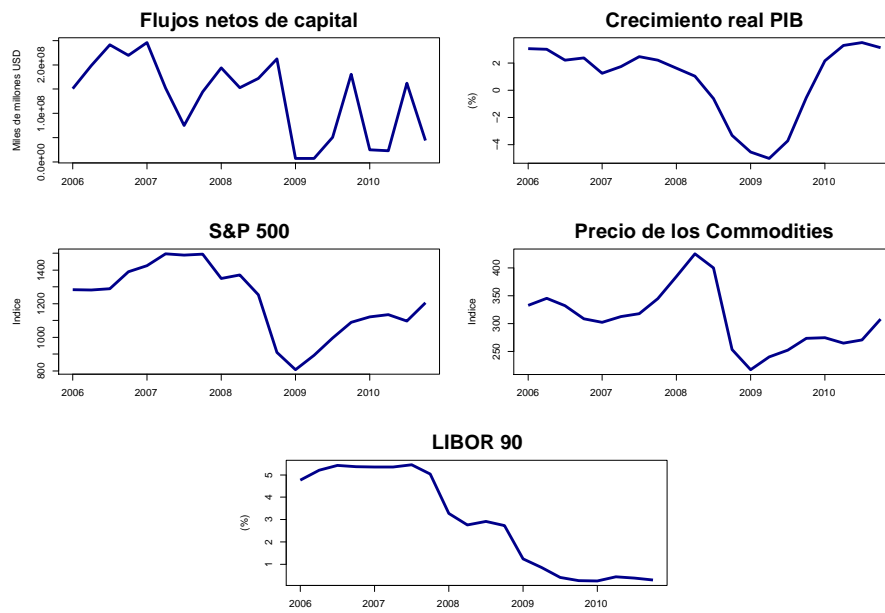 Flujos netos de capital
Miles de millones USD
0.0e+00 1.0e+08 2.0e+08
2006 2007 2008 2009 2010
Crecimiento real PIB
(%)
-4 -2 0 2
2006 2007 2008 2009 2010
S&P 500
Indice
800 1000 1200 1400
2006 2007 2008 2009 2010
Precio de los Commodities
Indice
250 300 350 400
2006 2007 2008 2009 2010
LIBOR 90
(%)
1 2 3 4 5
2006 2007 2008 2009 2010